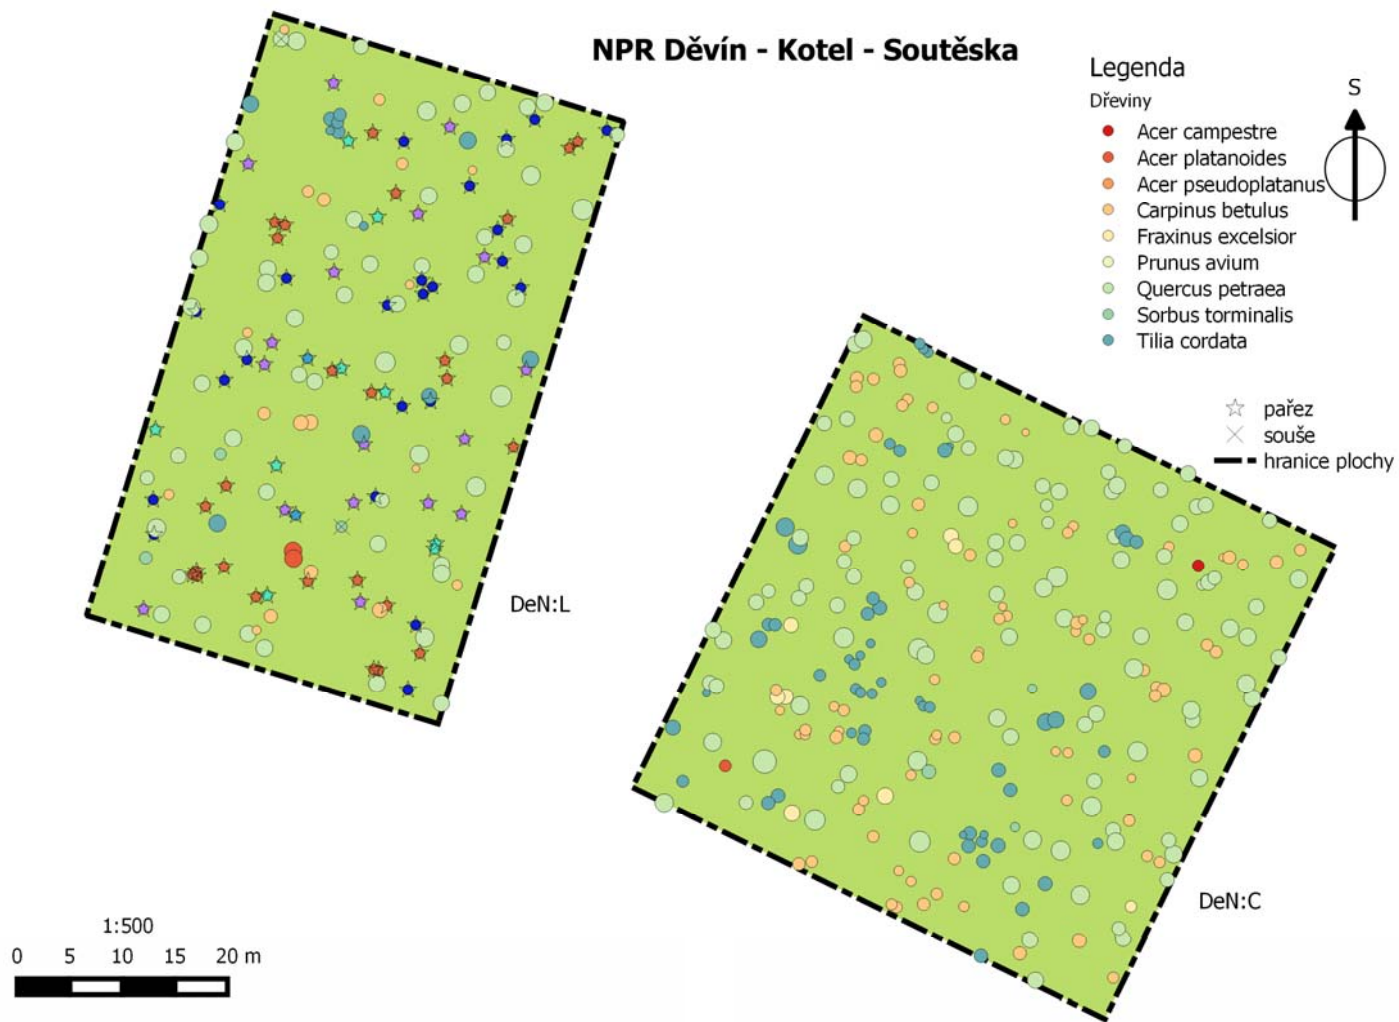 NPR Děvín - Kotel - Soutěska
Legenda
Dřeviny
Acer campestre
Acer platanoides
Acer pseudoplatanus
Carpinus betulus
Fraxinus excelsior
Prunus avium
Quercus petraea
Sorbus torminalis
Tilia cordata
pařez
souše
hranice plochy
S
DeN:L
DeN:C
1:500
0 5 10 15 20 m